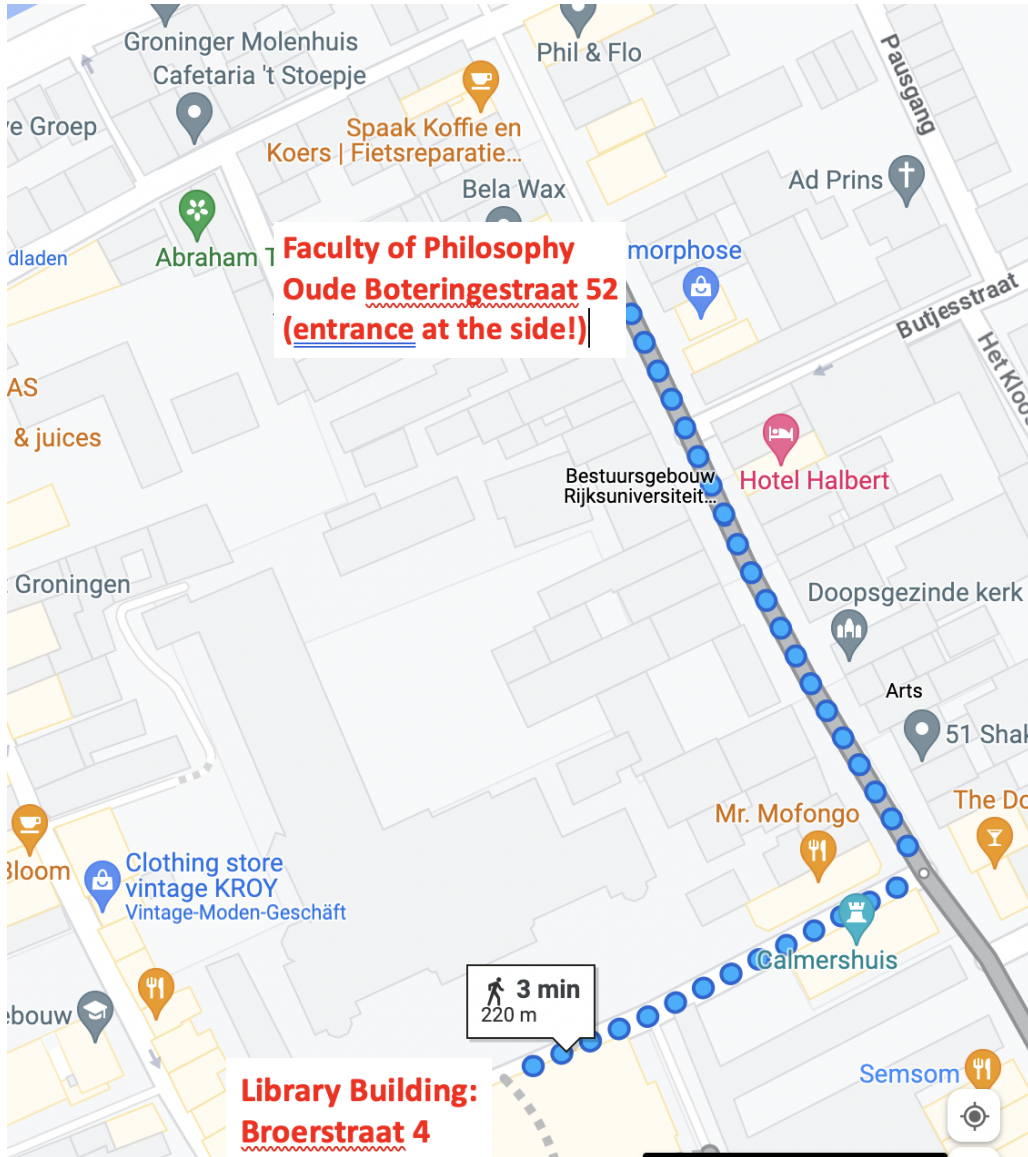 Groninger Molenhuis
Cafetaria 't Stoepje
Phil & Flo
Pausgang
ve Groep
Spaak Koffie en
Koers | Fietsreparatie...
Bela Wax
Ad Prins
dladen
Abraham T
Faculty of Philosophy
Oude Boteringestraat 52
(entrance at the side!)
morphose
Butjesstraat
Het Kloo
AS
& juices
Bestuursgebouw
Rijksuniversiteit...
Hotel Halbert
Groningen
Doopsgezinde kerk
Arts
51 Shak
Mr. Mofongo
The Do
Bloom
Clothing store
vintage KROY
Vintage-Moden-Geschäft
Calmershuis
3 min
220 m
ebouw
Semsom
Library Building:
Broerstraat 4